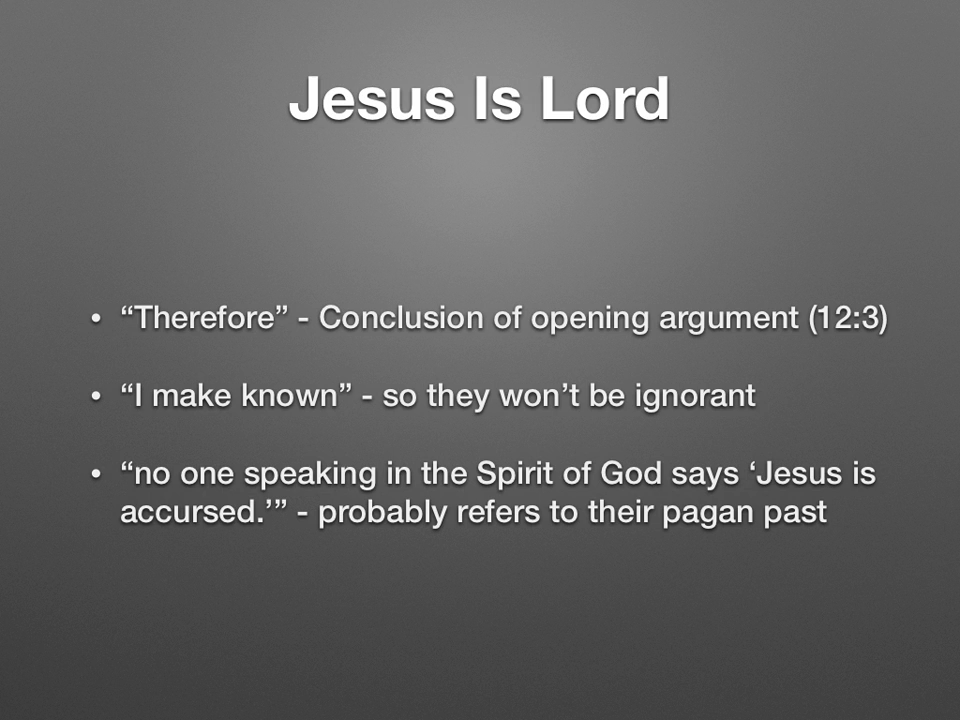 Jesus Is Lord
• “Therefore” - Conclusion of opening argument (12:3)
• “I make known” - so they won’t be ignorant
• “no one speaking in the Spirit of God says ‘Jesus is
accursed.’” - probably refers to their pagan past